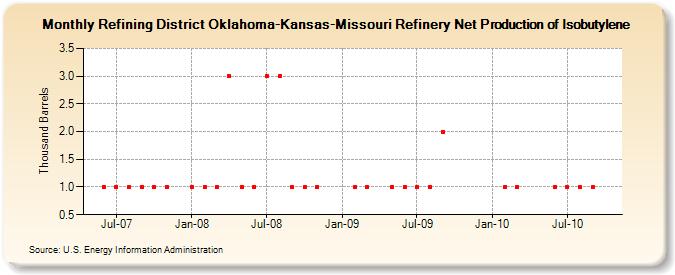 Monthly Refining District Oklahoma-Kansas-Missouri Refinery Net Production of Isobutylene
Thousand Barrels
3.5
3.0
2.5
2.0
1.5
1.0
0.5
Jul-07 Jan-08 Jul-08 Jan-09 Jul-09 Jan-10 Jul-10
Source: U.S. Energy Information Administration